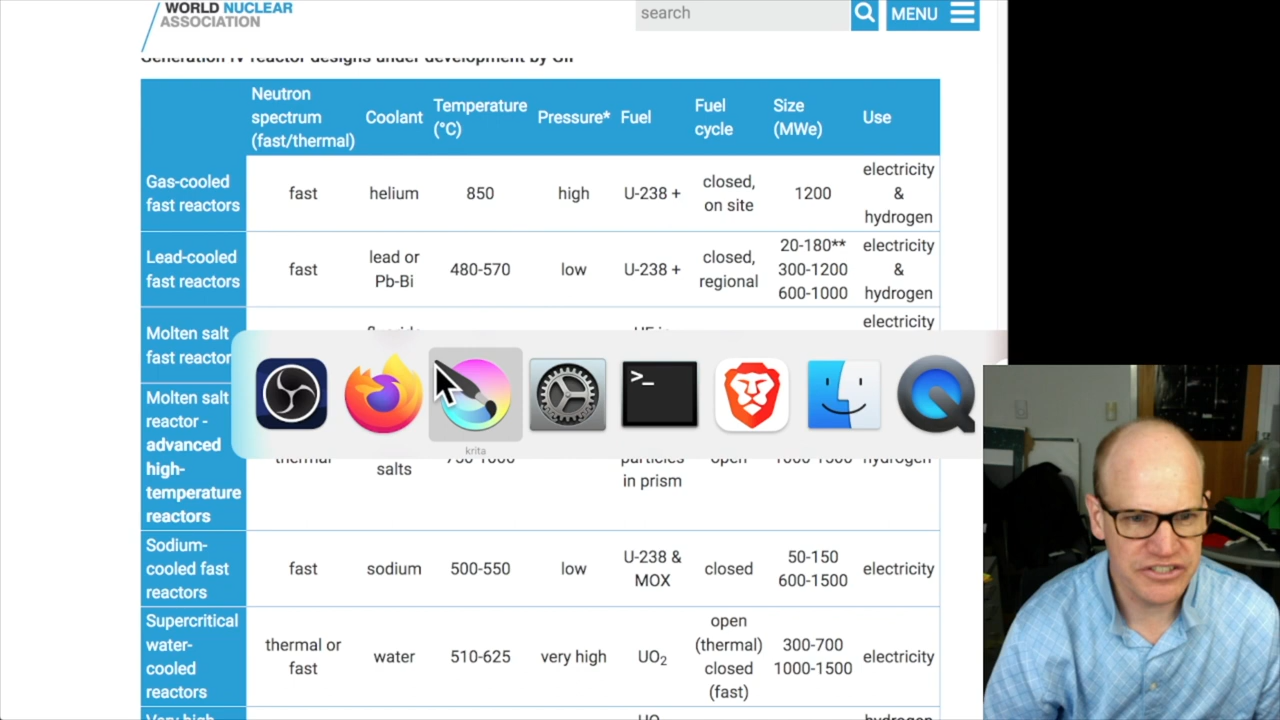 WORLD NUCLEAR
ASSOCIATION
search
MENU
Generation IV reactor designs under development by GIF
Neutron spectrum (fast/thermal) Coolant Temperature (°C) Pressure* Fuel Fuel cycle Size (MWe) Use
Gas-cooled fast reactors fast helium 850 high U-238 + closed, on site 1200 electricity & hydrogen
Lead-cooled fast reactors fast lead or Pb-Bi 480-570 low U-238 + closed, regional 20-180** 300-1200 600-1000 electricity & hydrogen
Molten salt fast reactor electricity
krita
Molten salt reactor - advanced high-temperature reactors thermal salts particles in prism open hydrogen
Sodium-cooled fast reactors fast sodium 500-550 low U-238 & MOX closed 50-150 600-1500 electricity
Supercritical water-cooled reactors thermal or fast water 510-625 very high UO2 open (thermal) closed (fast) 300-700 1000-1500 electricity
Very high
hydrogen